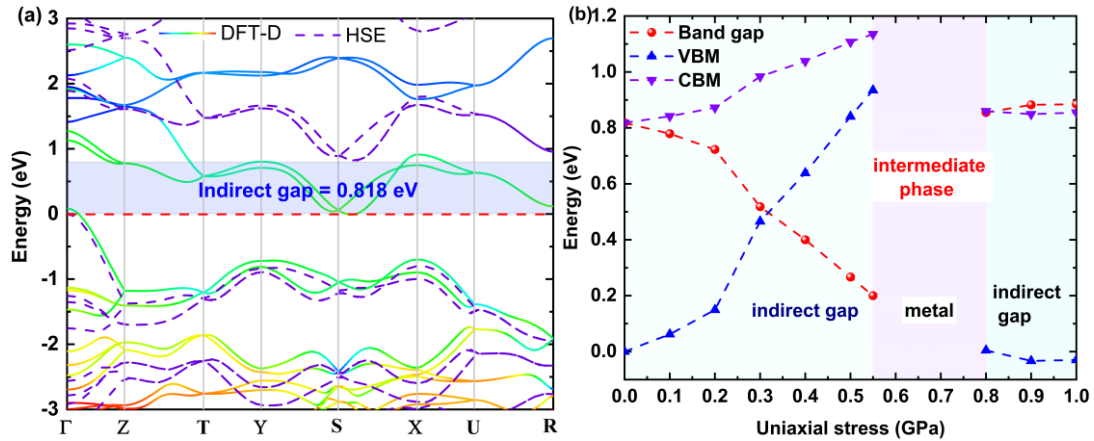 (a)
DFT-D
HSE
3
2
1
0
-1
-2
-3
Energy (eV)
Indirect gap = 0.818 eV
Γ Z T Y S X U R
(b)
1.2
1.0
0.8
0.6
0.4
0.2
0.0
Energy (eV)
Band gap
VBM
CBM
intermediate
phase
indirect gap
metal
indirect
gap
0.0 0.1 0.2 0.3 0.4 0.5 0.6 0.7 0.8 0.9 1.0
Uniaxial stress (GPa)